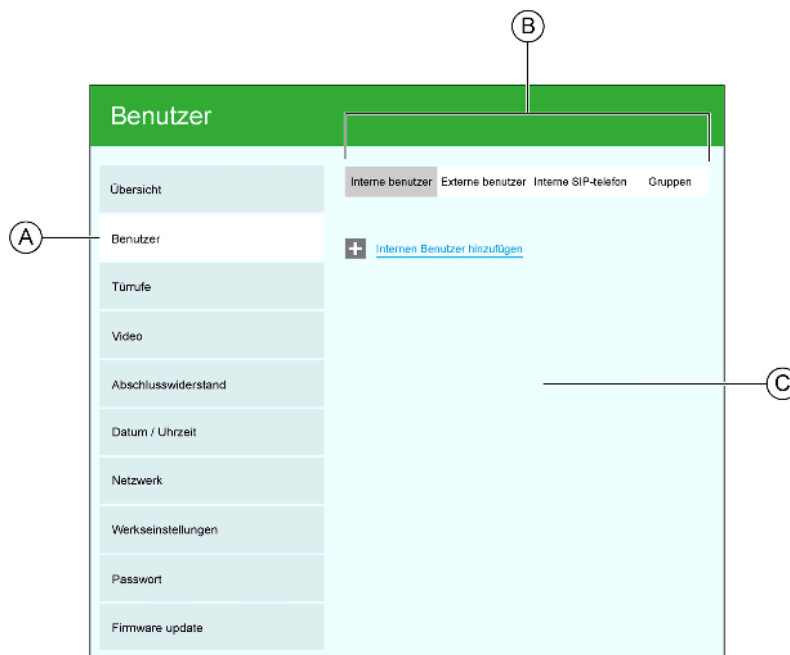 B
Benutzer
Interne benutzer Externe benutzer Interne SIP-telefon Gruppen
Übersicht
A
Benutzer
Internen Benutzer hinzufügen
Türrufe
Video
C
Abschlusswiderstand
Datum / Uhrzeit
Netzwerk
Werkseinstellungen
Passwort
Firmware update